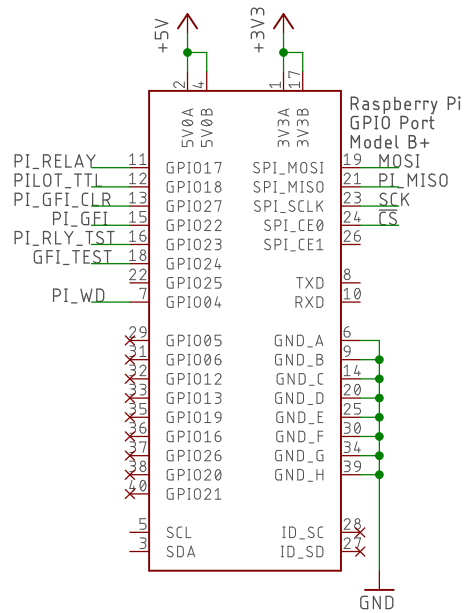 +5V
+3V3
2
4
1
17
5V0A
5V0B
3V3A
3V3B
Raspberry Pi
GPIO Port
Model B+
PI_RELAY 11 GPIO17 SPI_MOSI 19 MOSI
PILOT_TTL 12 GPIO18 SPI_MISO 21 PI_MISO
PI_GFI_CLR 13 GPIO27 SPI_SCLK 23 SCK
PI_GFI 15 GPIO22 SPI_CE0 24 CS
PI_RLY_TST 16 GPIO23 SPI_CE1 26
GFI_TEST 18 GPIO24
22 GPIO25 TXD 8
PI_WD 7 GPIO04 RXD 10
29 GPIO05 GND_A 6
31 GPIO06 GND_B 9
32 GPIO12 GND_C 14
33 GPIO13 GND_D 20
35 GPIO19 GND_E 25
36 GPIO16 GND_F 30
37 GPIO26 GND_G 34
38 GPIO20 GND_H 39
40 GPIO21
5 SCL ID_SC 28
3 SDA ID_SD 27
GND